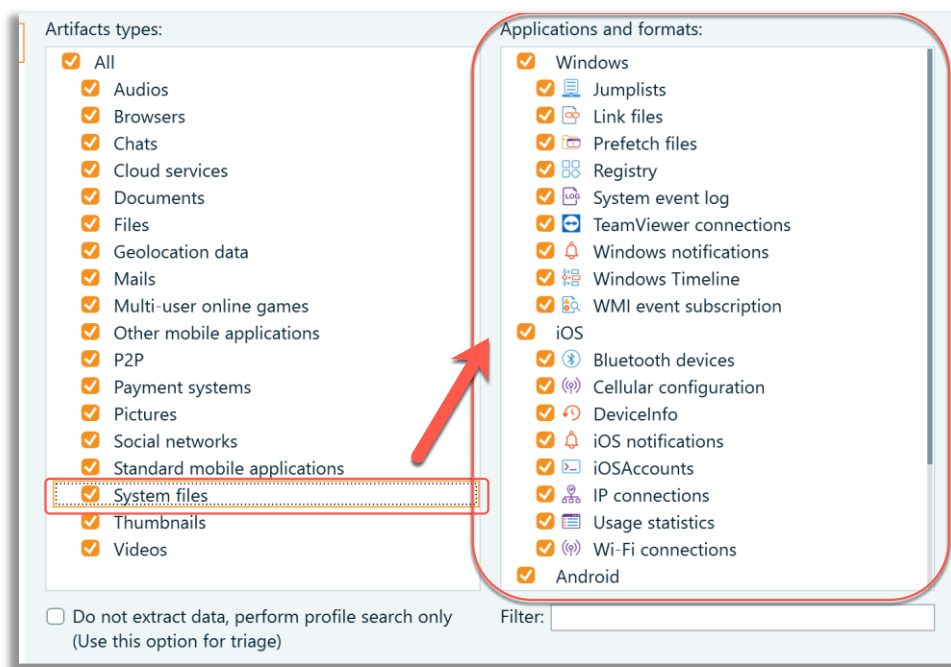 Artifacts types:
All
Audios
Browsers
Chats
Cloud services
Documents
Files
Geolocation data
Mails
Multi-user online games
Other mobile applications
P2P
Payment systems
Pictures
Social networks
Standard mobile applications
System files
Thumbnails
Videos
Do not extract data, perform profile search only
(Use this option for triage)
Applications and formats:
Windows
Jumplists
Link files
Prefetch files
Registry
LOG
System event log
TeamViewer connections
Windows notifications
Windows Timeline
WMI event subscription
iOS
Bluetooth devices
Cellular configuration
DeviceInfo
iOS notifications
iOSAccounts
IP connections
Usage statistics
Wi-Fi connections
Android
Filter: